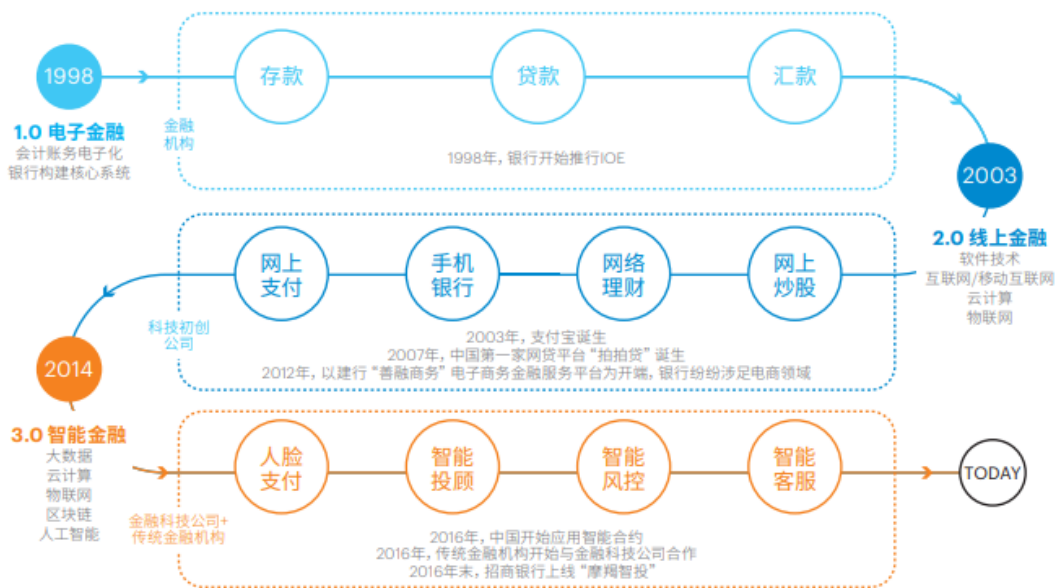 1998
1.0 电子金融
会计账务电子化
银行构建核心系统
金融
机构
存款
贷款
汇款
1998年，银行开始推行IOE
2003
2.0 线上金融
软件技术
互联网/移动互联网
云计算
物联网
网上
支付
手机
银行
网络
理财
网上
炒股
科技初创
公司
2003年，支付宝诞生
2007年，中国第一家网贷平台“拍拍贷”诞生
2012年，以建行“善融商务”电子商务金融服务平台为开端，银行纷纷涉足电商领域
2014
3.0 智能金融
大数据
云计算
物联网
区块链
人工智能
金融科技公司+
传统金融机构
人脸
支付
智能
投顾
智能
风控
智能
客服
TODAY
2016年，中国开始应用智能合约
2016年，传统金融机构开始与金融科技公司合作
2016年末，招商银行上线“摩羯智投”